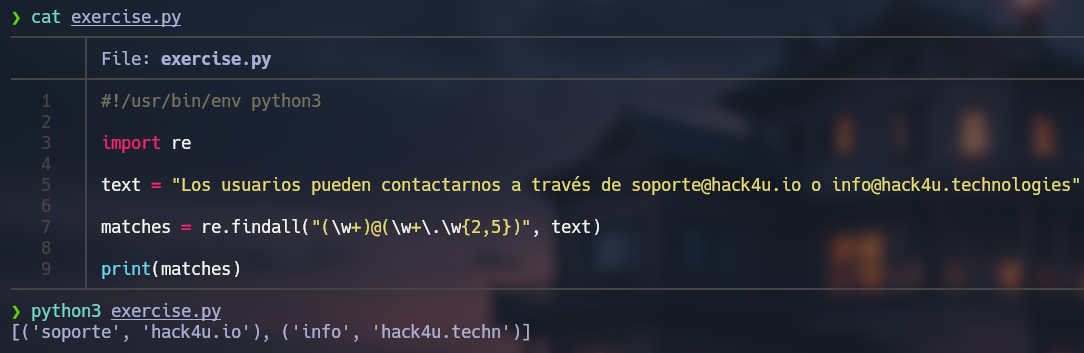 ❯ cat exercise.py
File: exercise.py
1 #!/usr/bin/env python3
2
3 import re
4
5 text = "Los usuarios pueden contactarnos a través de soporte@hack4u.io o info@hack4u.technologies"
6
7 matches = re.findall("(\w+)@(\w+\.\w{2,5})", text)
8
9 print(matches)
❯ python3 exercise.py
[('soporte', 'hack4u.io'), ('info', 'hack4u.techn')]